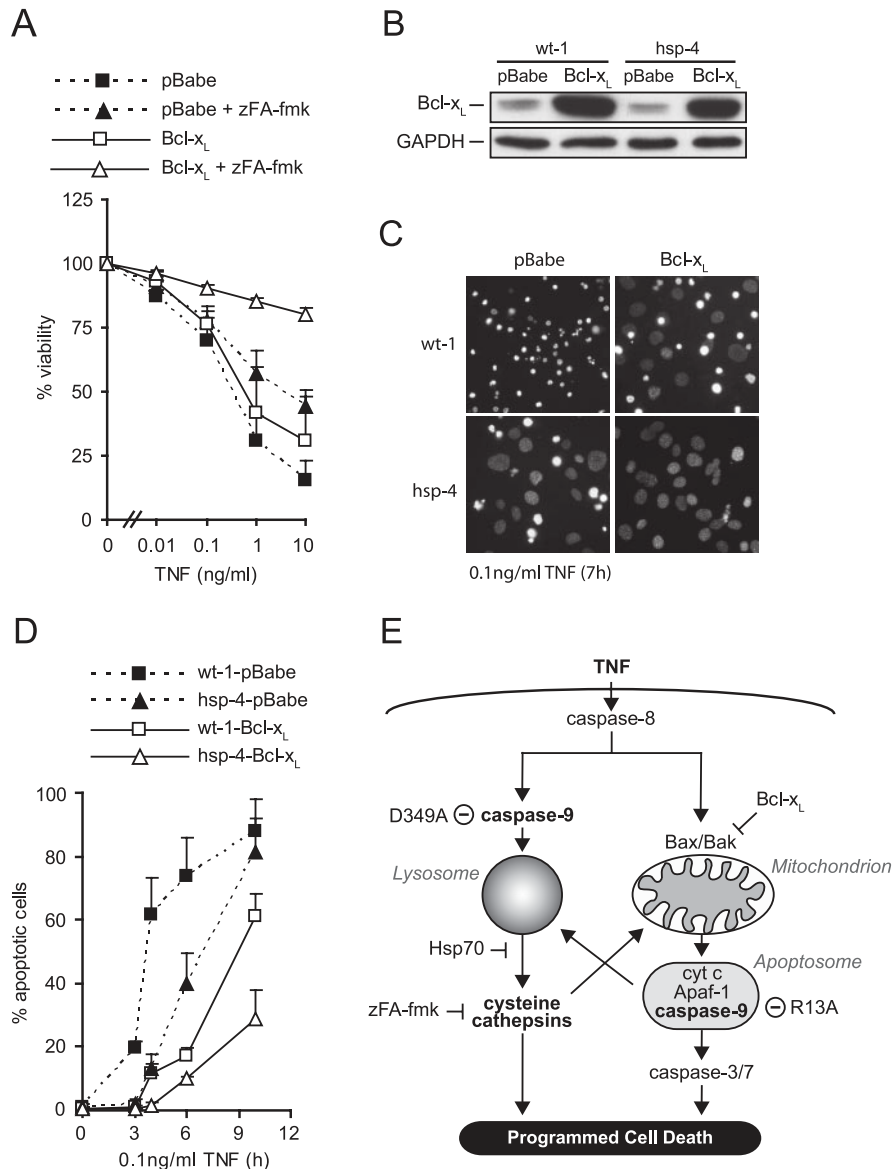 A
pBabe
pBabe + zFA-fmk
Bcl-xL
Bcl-xL + zFA-fmk
125
100
75
50
25
0
% viability
0 0.01 0.1 1 10
TNF (ng/ml)
B
wt-1 hsp-4
pBabe Bcl-xL pBabe Bcl-xL
Bcl-xL
GAPDH
C
pBabe Bcl-xL
wt-1
hsp-4
0.1ng/ml TNF (7h)
D
wt-1-pBabe
hsp-4-pBabe
wt-1-Bcl-xL
hsp-4-Bcl-xL
100
80
60
40
20
0
% apoptotic cells
0 3 6 9 12
0.1ng/ml TNF (h)
E
TNF
caspase-8
D349A − caspase-9
Bcl-xL
Bax/Bak
Lysosome
Mitochondrion
Hsp70
Apoptosome
cyt c
Apaf-1
caspase-9
− R13A
zFA-fmk
cysteine
cathepsins
caspase-3/7
Programmed Cell Death